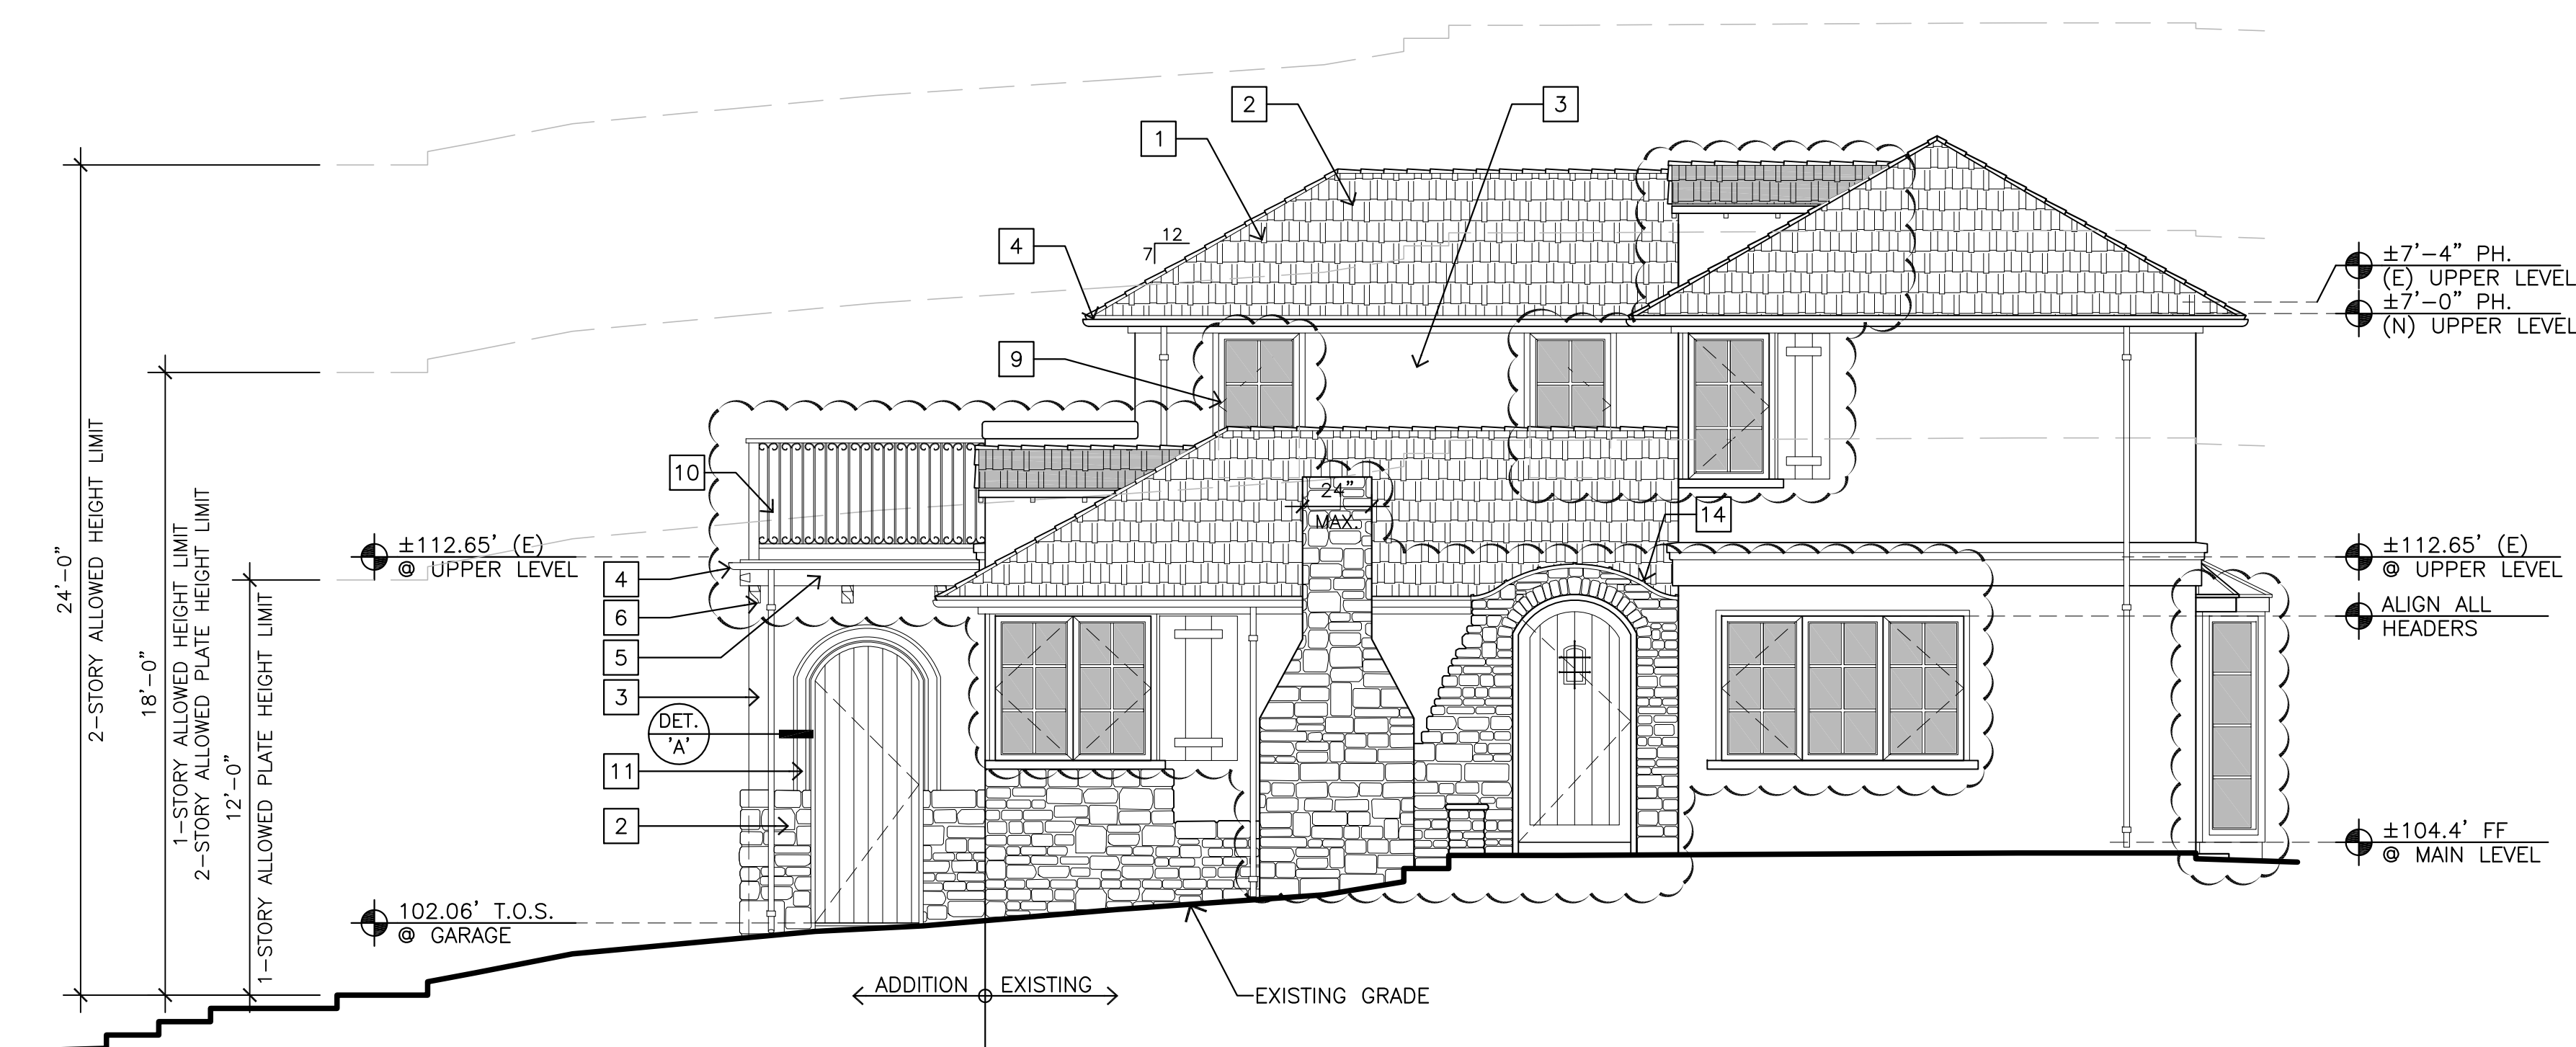 2
3
1
12
7
4
9
±7'-4" PH.
(E) UPPER LEVEL
±7'-0" PH.
(N) UPPER LEVEL
24'-0"
2-STORY ALLOWED HEIGHT LIMIT
18'-0"
1-STORY ALLOWED HEIGHT LIMIT
2-STORY ALLOWED PLATE HEIGHT LIMIT
12'-0"
1-STORY ALLOWED PLATE HEIGHT LIMIT
10
24"
MAX.
14
±112.65' (E)
@ UPPER LEVEL
±112.65' (E)
@ UPPER LEVEL
4
6
5
3
ALIGN ALL
HEADERS
DET.
'A'
11
2
±104.4' FF
@ MAIN LEVEL
102.06' T.O.S.
@ GARAGE
ADDITION
EXISTING
EXISTING GRADE